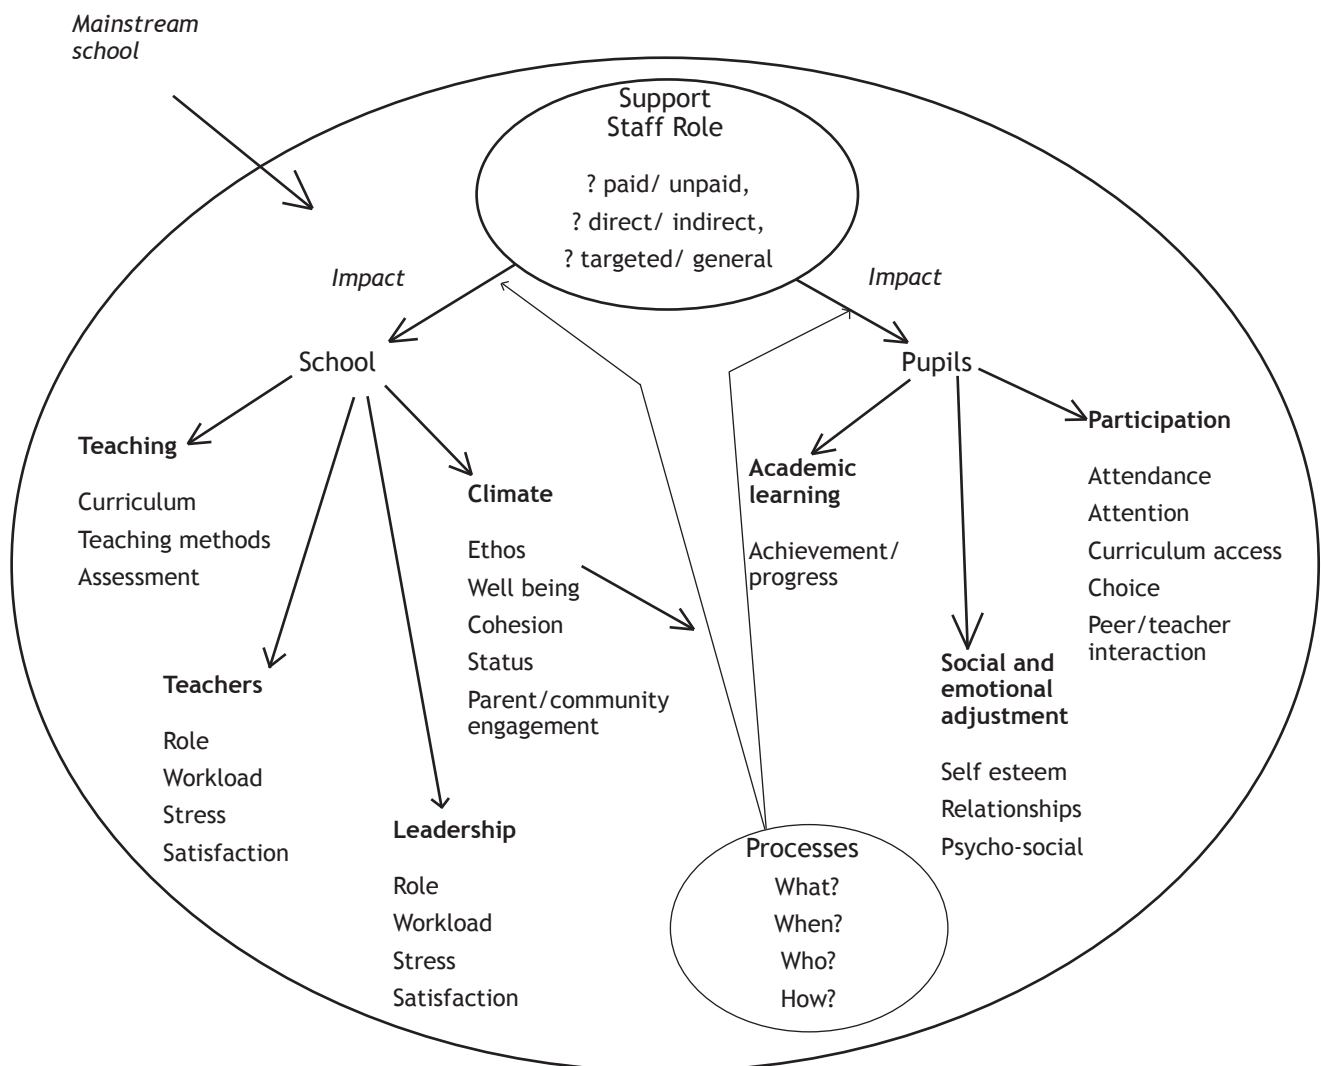 Mainstream
school
Support
Staff Role
? paid/ unpaid,
? direct/ indirect,
? targeted/ general
Impact
Impact
School
Pupils
Teaching
Curriculum
Teaching methods
Assessment
Teachers
Role
Workload
Stress
Satisfaction
Leadership
Role
Workload
Stress
Satisfaction
Climate
Ethos
Well being
Cohesion
Status
Parent/community
engagement
Academic
learning
Achievement/
progress
Social and
emotional
adjustment
Self esteem
Relationships
Psycho-social
Participation
Attendance
Attention
Curriculum access
Choice
Peer/teacher
interaction
Processes
What?
When?
Who?
How?